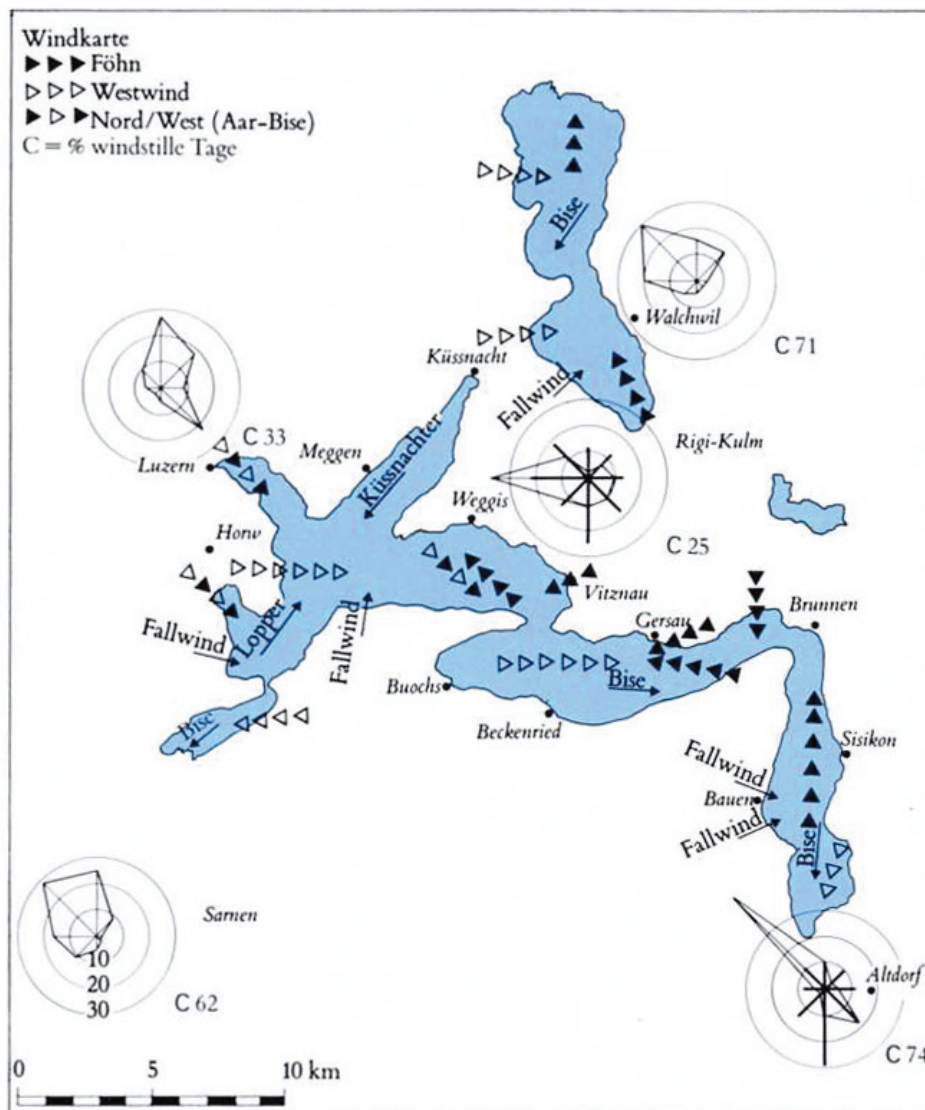 Windkarte
▶▶▶ Föhn
▷▷▷ Westwind
▶▷▶ Nord/West (Aar-Bise)
C = % windstille Tage
Bise
Walchwil
C 71
Küssnacht
Fallwind
Rigi-Kulm
C 33
Luzern
Meggen
Küssnachter
Weggis
C 25
Horw
Vitznau
Fallwind
Lopper
Fallwind
Gersau
Brunnen
Buochs
Bise
Bise
Beckenried
Sisikon
Fallwind
Bauen
Fallwind
Bise
Sarnen
10
20
30
C 62
Altdorf
C 74
0 5 10 km